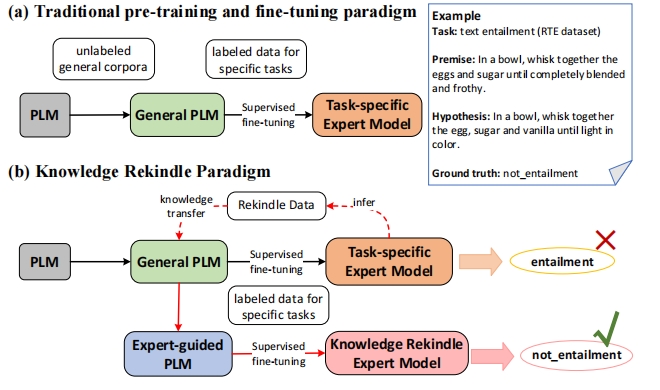 (a) Traditional pre-training and fine-tuning paradigm
unlabeled
general corpora
labeled data for
specific tasks
PLM
General PLM
Supervised
fine-tuning
Task-specific
Expert Model
Example
Task: text entailment (RTE dataset)
Premise: In a bowl, whisk together the
eggs and sugar until completely blended
and frothy.
Hypothesis: In a bowl, whisk together
the egg, sugar and vanilla until light in
color.
Ground truth: not_entailment
(b) Knowledge Rekindle Paradigm
knowledge
transfer
Rekindle Data
infer
PLM
General PLM
Supervised
fine-tuning
Task-specific
Expert Model
entailment
labeled data for
specific tasks
Expert-guided
PLM
Supervised
fine-tuning
Knowledge Rekindle
Expert Model
not_entailment